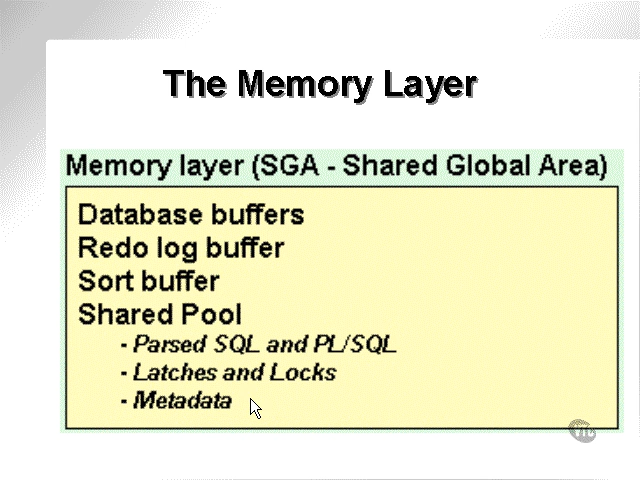 The Memory Layer
Memory layer (SGA - Shared Global Area)
Database buffers
Redo log buffer
Sort buffer
Shared Pool
- Parsed SQL and PL/SQL
- Latches and Locks
- Metadata